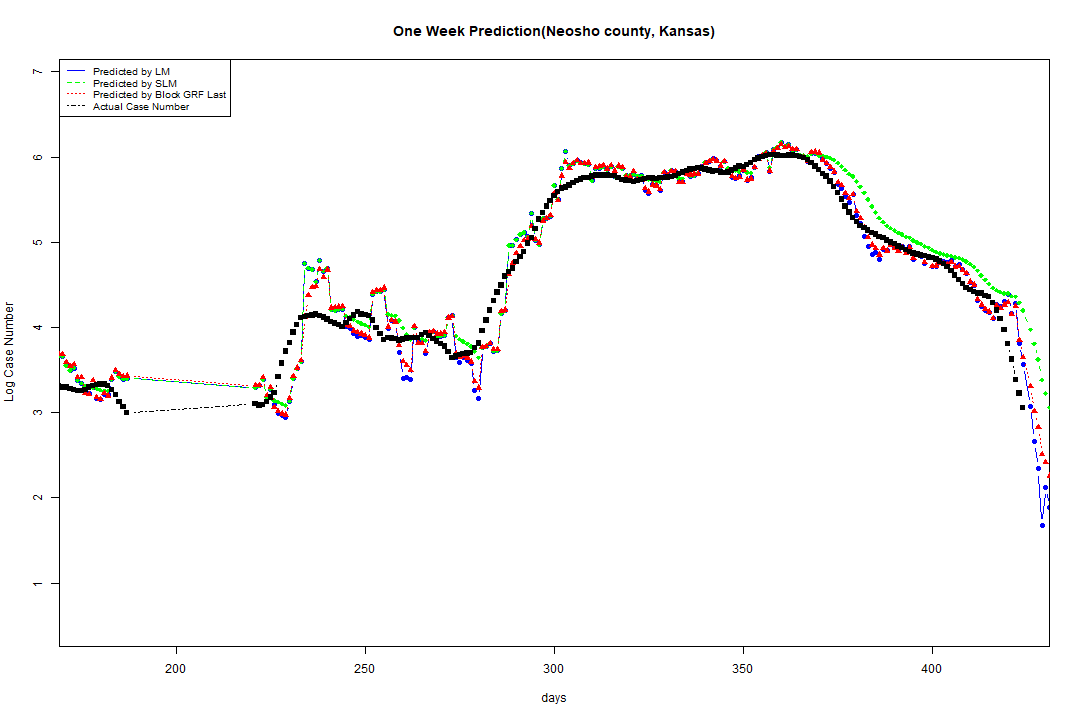 One Week Prediction(Neosho county, Kansas)
Predicted by LM
Predicted by SLM
Predicted by Block GRF Last
Actual Case Number
Log Case Number
7
6
5
4
3
2
1
200 250 300 350 400
days